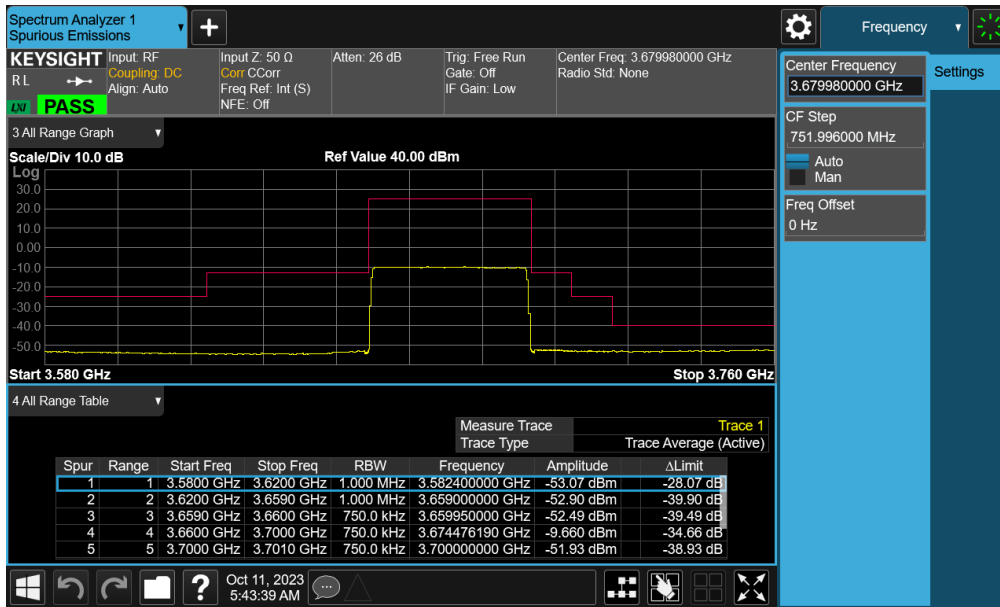 Spectrum Analyzer 1
Spurious Emissions
+
Frequency
KEYSIGHT
R L
LXI
PASS
Input: RF
Coupling: DC
Align: Auto
Input Z: 50 Ω
Corr CCorr
Freq Ref: Int (S)
NFE: Off
Atten: 26 dB
Trig: Free Run
Gate: Off
IF Gain: Low
Center Freq: 3.679980000 GHz
Radio Std: None
Center Frequency
3.679980000 GHz
Settings
CF Step
751.996000 MHz
Auto
Man
Freq Offset
0 Hz
3 All Range Graph
Scale/Div 10.0 dB
Ref Value 40.00 dBm
Log
30.0
20.0
10.0
0.00
-10.0
-20.0
-30.0
-40.0
-50.0
Start 3.580 GHz
Stop 3.760 GHz
4 All Range Table
Measure Trace Trace 1
Trace Type Trace Average (Active)
Spur Range Start Freq Stop Freq RBW Frequency Amplitude ΔLimit
1 1 3.5800 GHz 3.6200 GHz 1.000 MHz 3.582400000 GHz -53.07 dBm -28.07 dB
2 2 3.6200 GHz 3.6590 GHz 1.000 MHz 3.659000000 GHz -52.90 dBm -39.90 dB
3 3 3.6590 GHz 3.6600 GHz 750.0 kHz 3.659950000 GHz -52.49 dBm -39.49 dB
4 4 3.6600 GHz 3.7000 GHz 750.0 kHz 3.674476190 GHz -9.660 dBm -34.66 dB
5 5 3.7000 GHz 3.7010 GHz 750.0 kHz 3.700000000 GHz -51.93 dBm -38.93 dB
?
Oct 11, 2023
5:43:39 AM